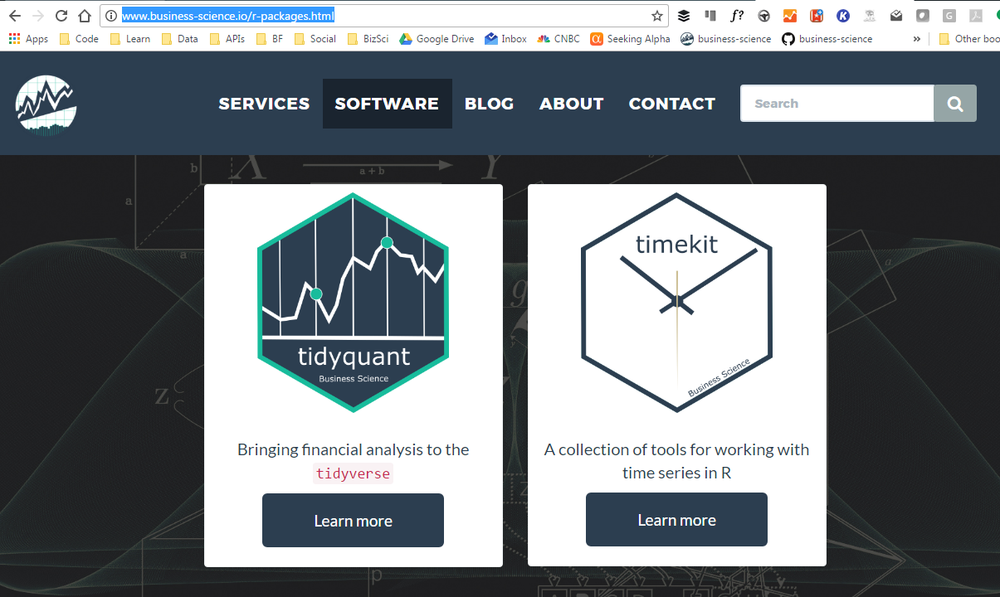 www.business-science.io/r-packages.html
f?
G
Apps Code Learn Data APIs BF Social BizSci Google Drive Inbox CNBC Seeking Alpha business-science business-science » Other boo
SERVICES SOFTWARE BLOG ABOUT CONTACT Search
X a + b Y
b
a
a
a
g
z
p
tidyquant
Business Science
Bringing financial analysis to the
tidyverse
Learn more
timekit
Business Science
A collection of tools for working with
time series in R
Learn more